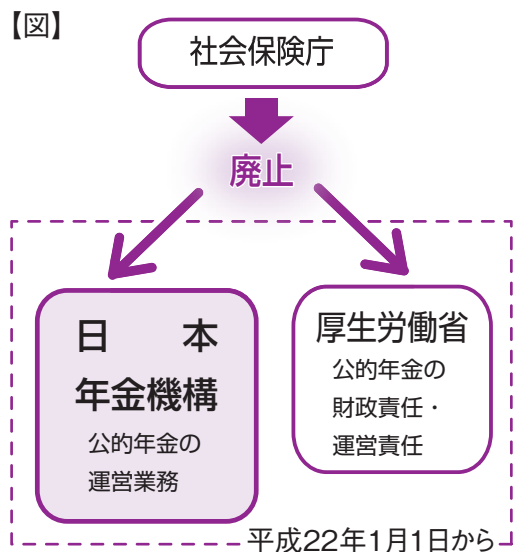 【図】
社会保険庁
廃止
日　本
年金機構
公的年金の
運営業務
厚生労働省
公的年金の
財政責任・
運営責任
平成22年1月1日から